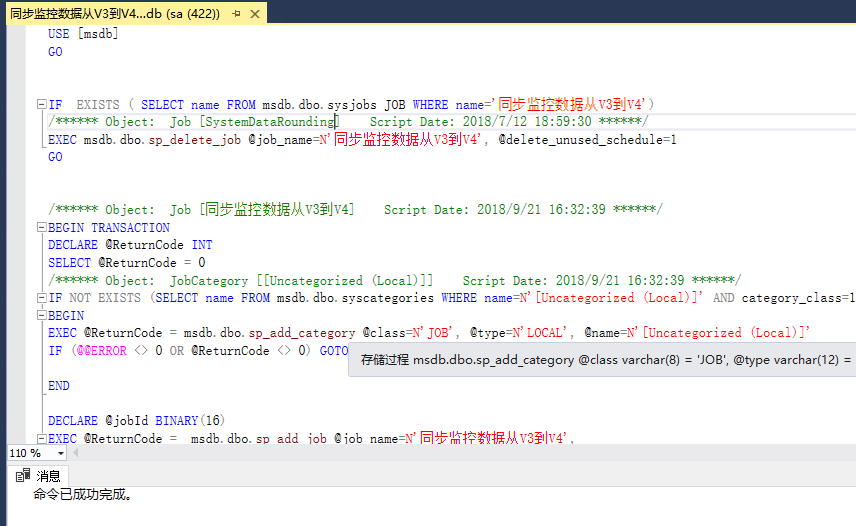 同步监控数据从V3到V4...db (sa (422))
USE [msdb]
GO
IF  EXISTS ( SELECT name FROM msdb.dbo.sysjobs JOB WHERE name='同步监控数据从V3到V4')
/****** Object:  Job [SystemDataRounding]    Script Date: 2018/7/12 18:59:30 ******/
EXEC msdb.dbo.sp_delete_job @job_name=N'同步监控数据从V3到V4', @delete_unused_schedule=1
GO
/****** Object:  Job [同步监控数据从V3到V4]    Script Date: 2018/9/21 16:32:39 ******/
BEGIN TRANSACTION
DECLARE @ReturnCode INT
SELECT @ReturnCode = 0
/****** Object:  JobCategory [[Uncategorized (Local)]]    Script Date: 2018/9/21 16:32:39 ******/
IF NOT EXISTS (SELECT name FROM msdb.dbo.syscategories WHERE name=N'[Uncategorized (Local)]' AND category_class=1
BEGIN
EXEC @ReturnCode = msdb.dbo.sp_add_category @class=N'JOB', @type=N'LOCAL', @name=N'[Uncategorized (Local)]'
IF (@@ERROR <> 0 OR @ReturnCode <> 0) GOTO
存储过程 msdb.dbo.sp_add_category @class varchar(8) = 'JOB', @type varchar(12) =
END
DECLARE @jobId BINARY(16)
EXEC @ReturnCode =  msdb.dbo.sp_add_job @job_name=N'同步监控数据从V3到V4',
110 %
消息
命令已成功完成。